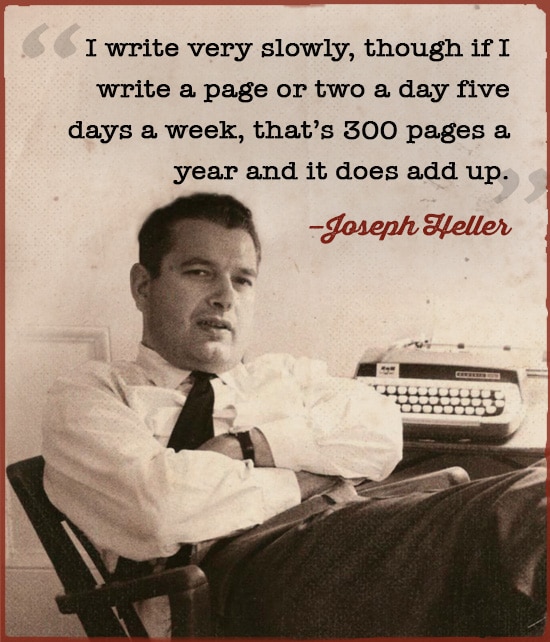 “I write very slowly, though if I
write a page or two a day five
days a week, that’s 300 pages a
year and it does add up.”
–Joseph Heller